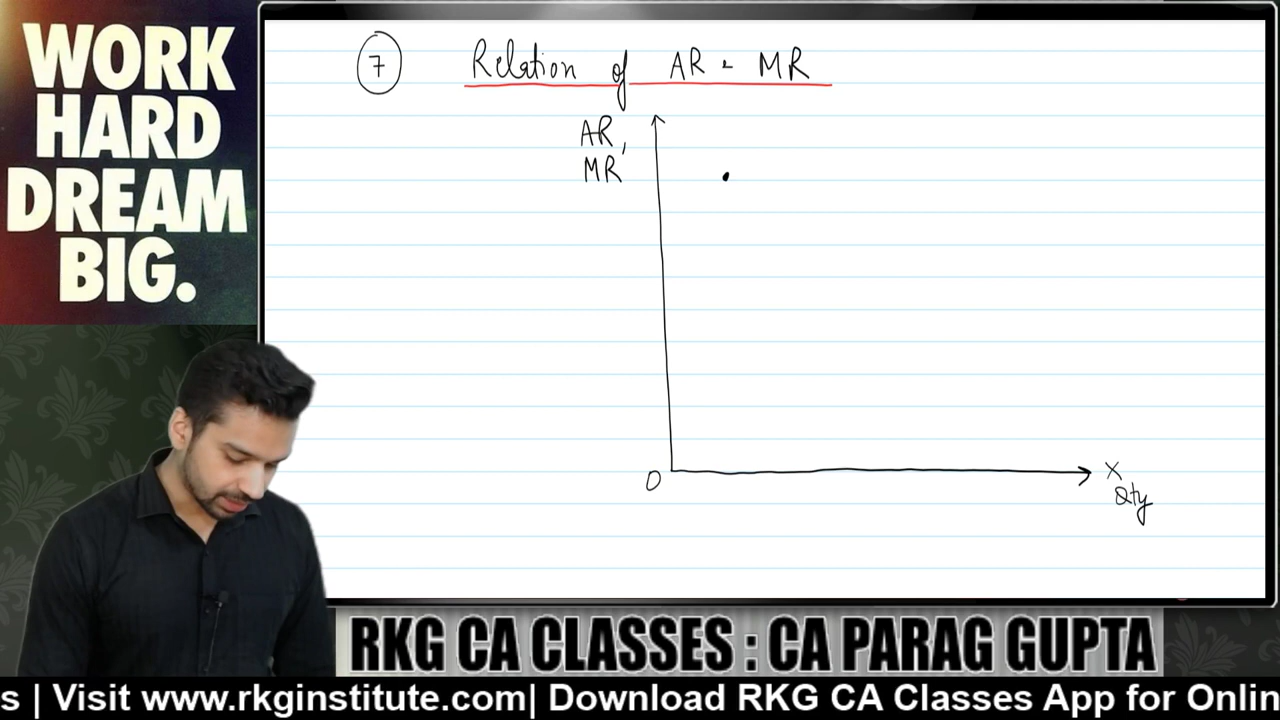 WORK
HARD
DREAM
BIG.
7 Relation of AR & MR
AR,
MR
O
X
Qty
RKG CA CLASSES : CA PARAG GUPTA
s | Visit www.rkginstitute.com| Download RKG CA Classes App for Onlin